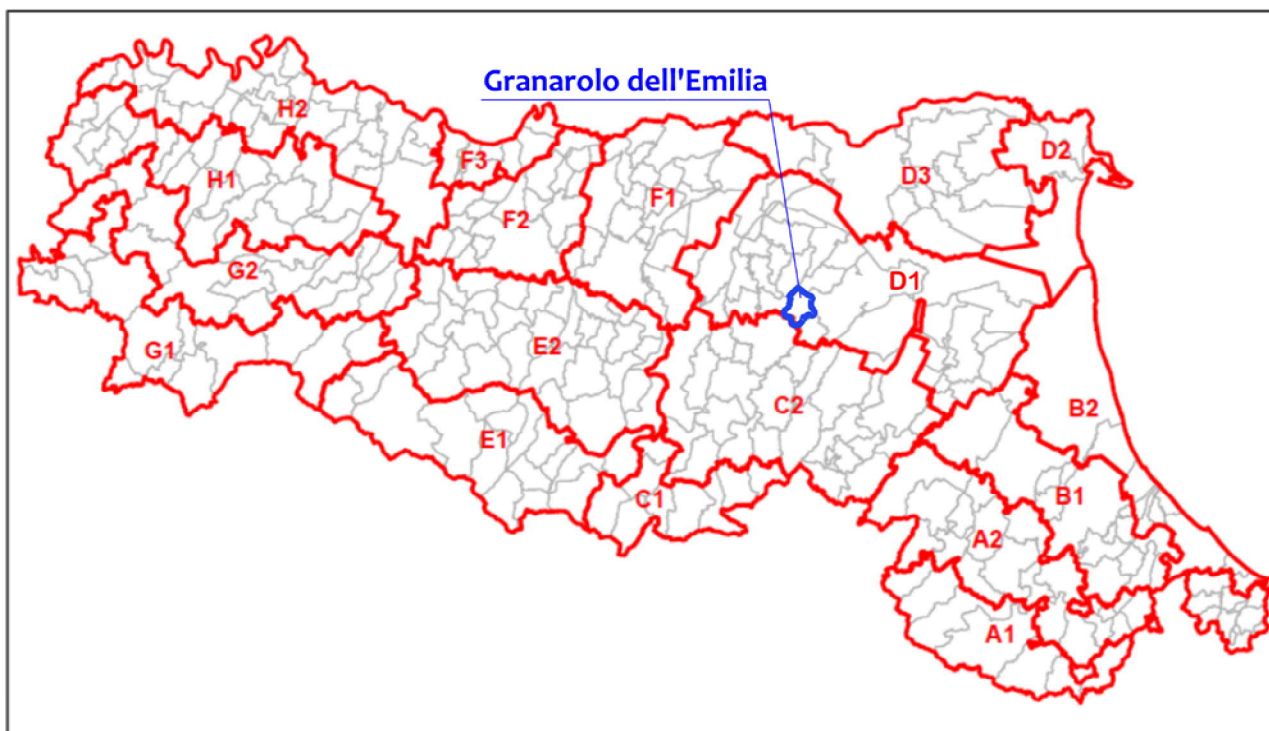 Granarolo dell'Emilia
H2
D2
F3
H1
D3
F1
F2
G2
D1
G1
E2
C2
B2
E1
C1
B1
A2
A1